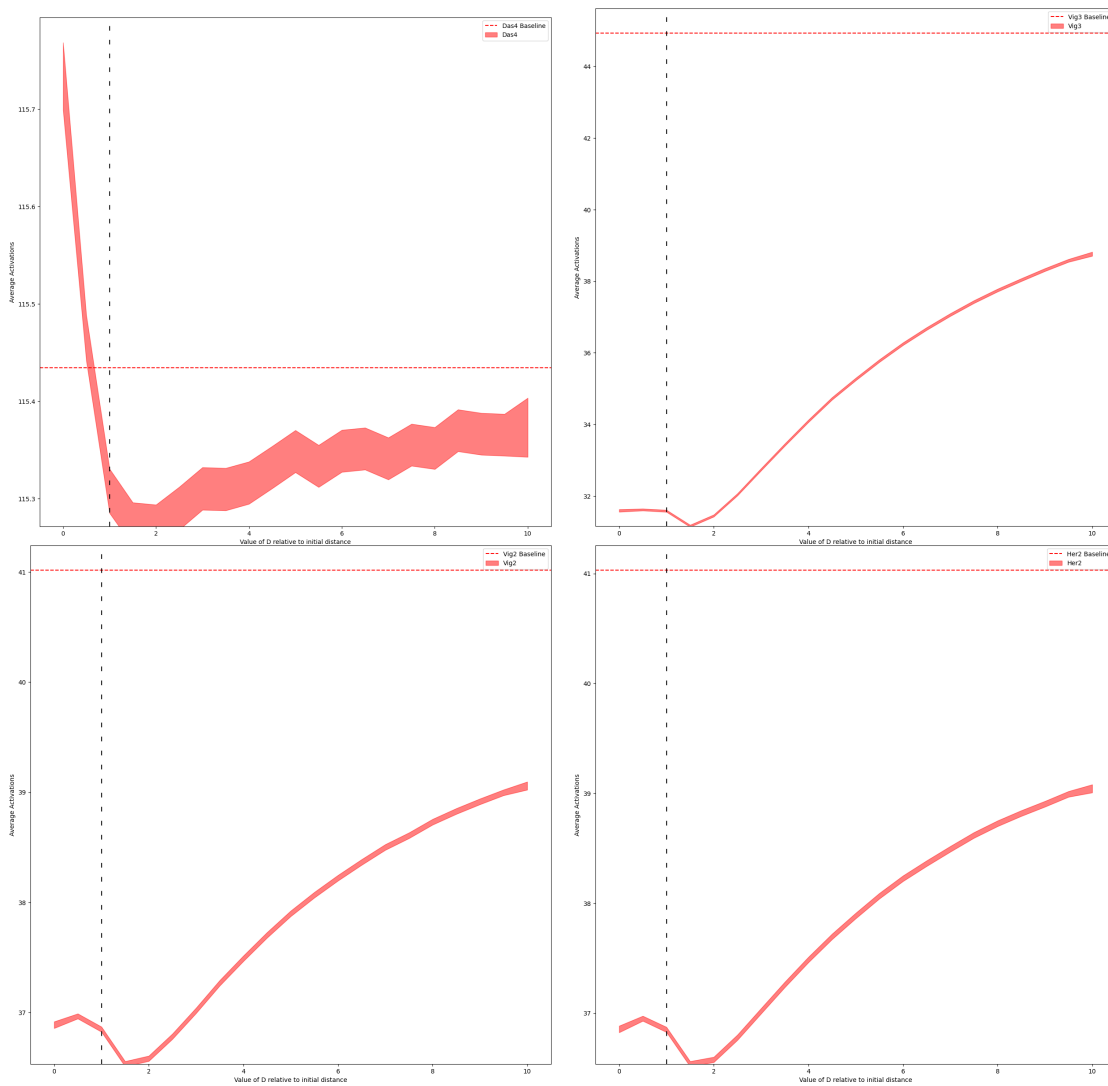 Das4 Baseline
Das4
115.7
115.6
115.5
115.4
115.3
Average Activations
0
2
4
6
8
10
Value of D relative to initial distance
Vig3 Baseline
Vig3
44
42
40
38
36
34
32
Average Activations
0
2
4
6
8
10
Value of D relative to initial distance
Vig2 Baseline
Vig2
41
40
39
38
37
Average Activations
0
2
4
6
8
10
Value of D relative to initial distance
Her2 Baseline
Her2
41
40
39
38
37
Average Activations
0
2
4
6
8
10
Value of D relative to initial distance